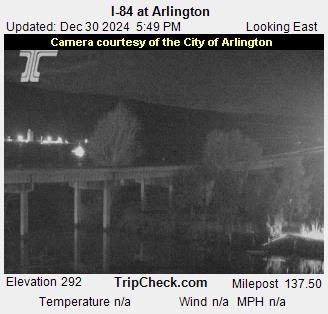 I-84 at Arlington
Updated: Dec 30 2024 5:49 PM Looking East
Camera courtesy of the City of Arlington
Elevation 292 TripCheck.com Milepost 137.50
Temperature n/a Wind n/a MPH n/a